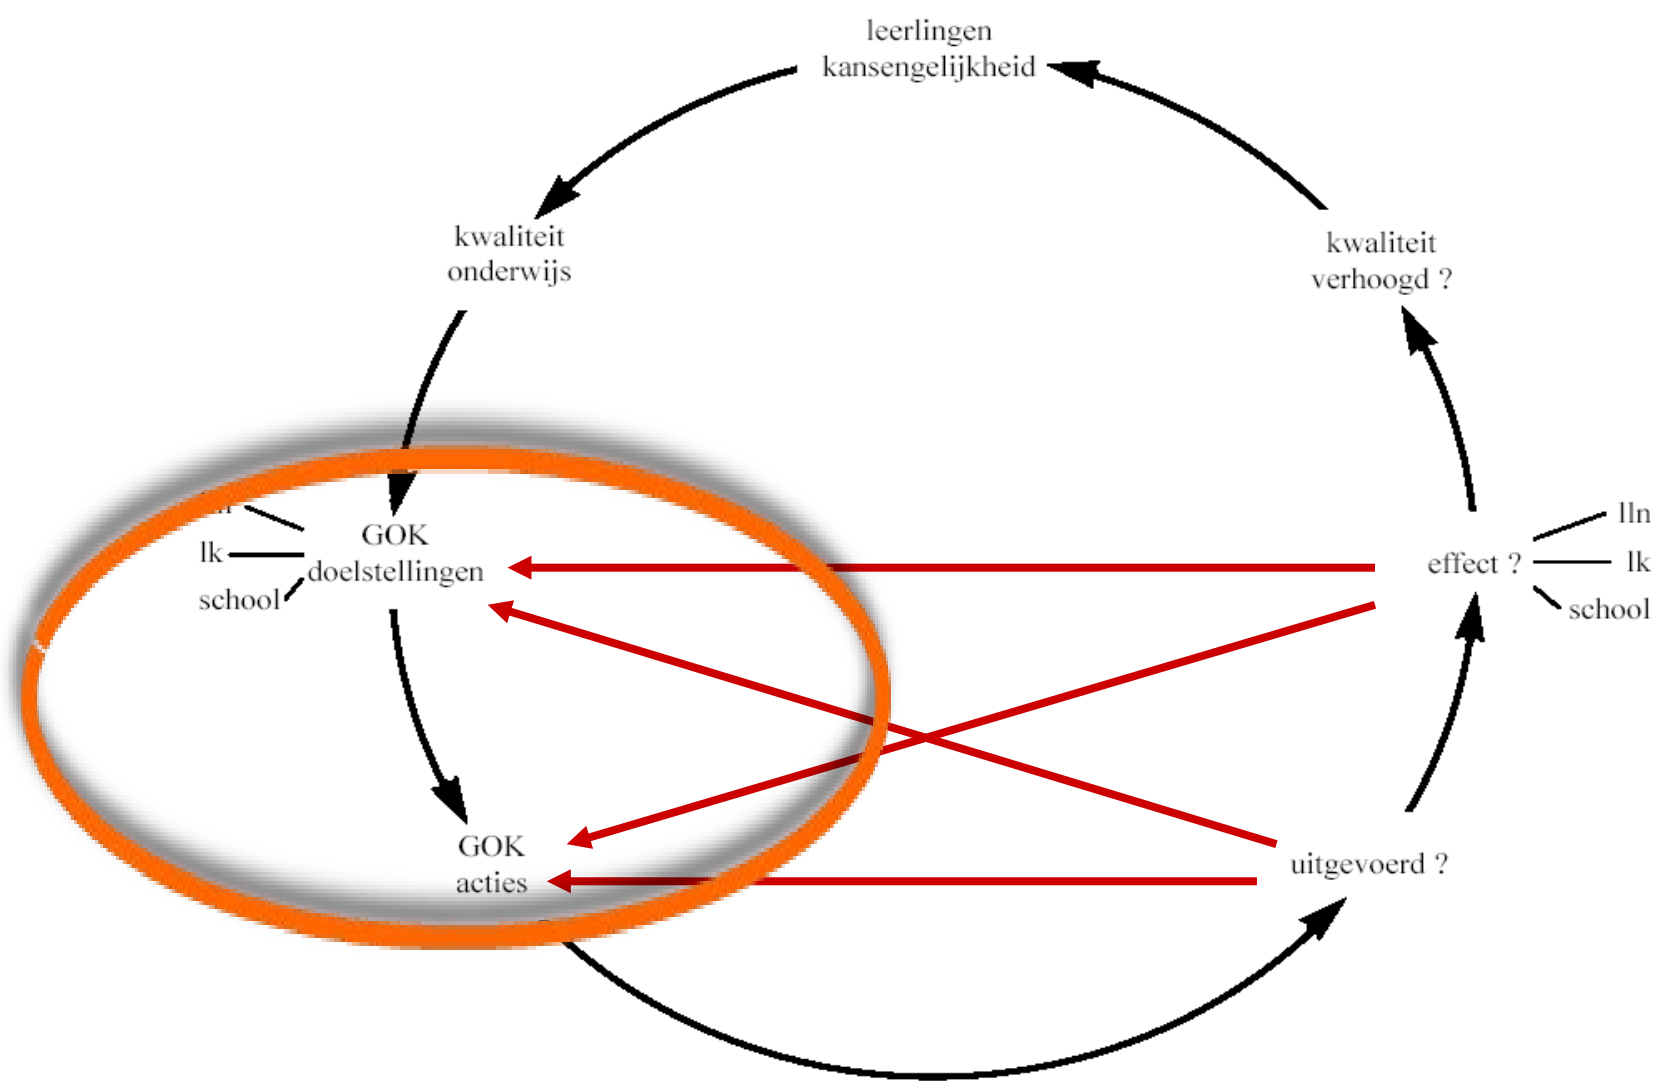 leerlingen
kansengelijkheid
kwaliteit
onderwijs
kwaliteit
verhoogd ?
GOK
doelstellingen
lk
school
effect ?
lln
lk
school
GOK
acties
uitgevoerd ?